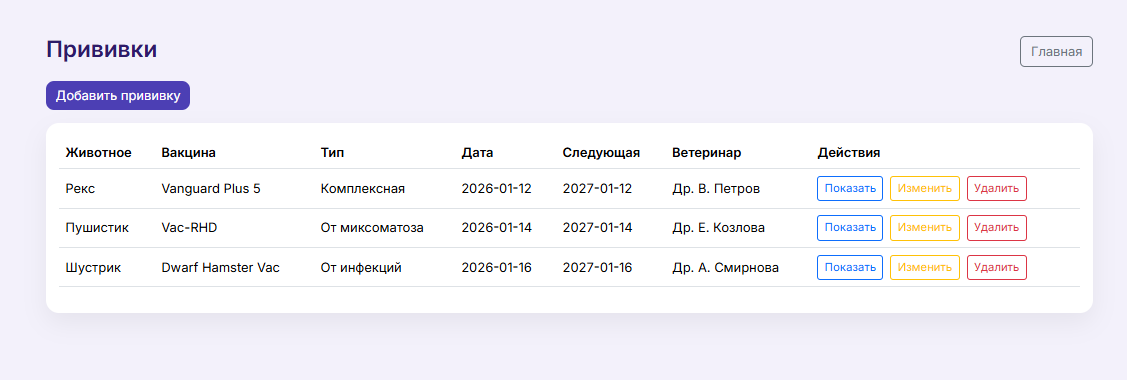 Прививки
Главная
Добавить прививку
Животное Вакцина Тип Дата Следующая Ветеринар Действия
Рекс Vanguard Plus 5 Комплексная 2026-01-12 2027-01-12 Др. В. Петров Показать Изменить Удалить
Пушистик Vac-RHD От миксоматоза 2026-01-14 2027-01-14 Др. Е. Козлова Показать Изменить Удалить
Шустрик Dwarf Hamster Vac От инфекций 2026-01-16 2027-01-16 Др. А. Смирнова Показать Изменить Удалить